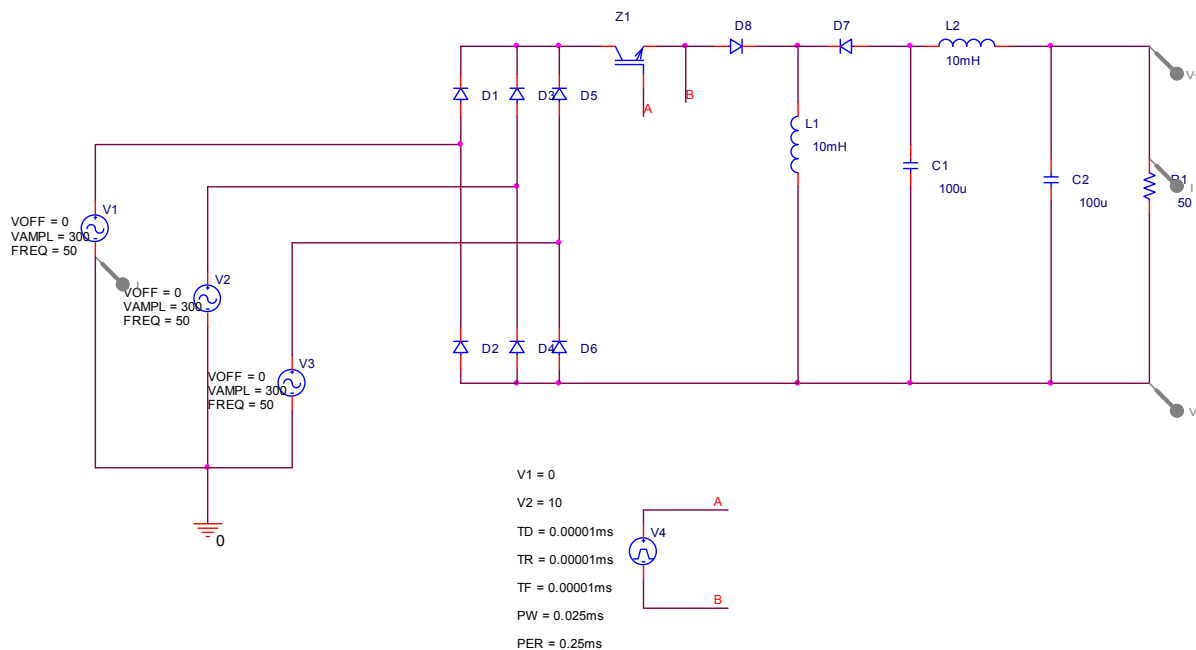 Z1
D8
D7
L2
10mH
V
D1
D3
D5
B
A
L1
10mH
C1
100u
C2
100u
R1
50
I
V1
VOFF = 0
VAMPL = 300
FREQ = 50
V2
VOFF = 0
VAMPL = 300
FREQ = 50
V3
VOFF = 0
VAMPL = 300
FREQ = 50
D2
D4
D6
V
0
V1 = 0
V2 = 10
TD = 0.00001ms
TR = 0.00001ms
TF = 0.00001ms
PW = 0.025ms
PER = 0.25ms
A
V4
B